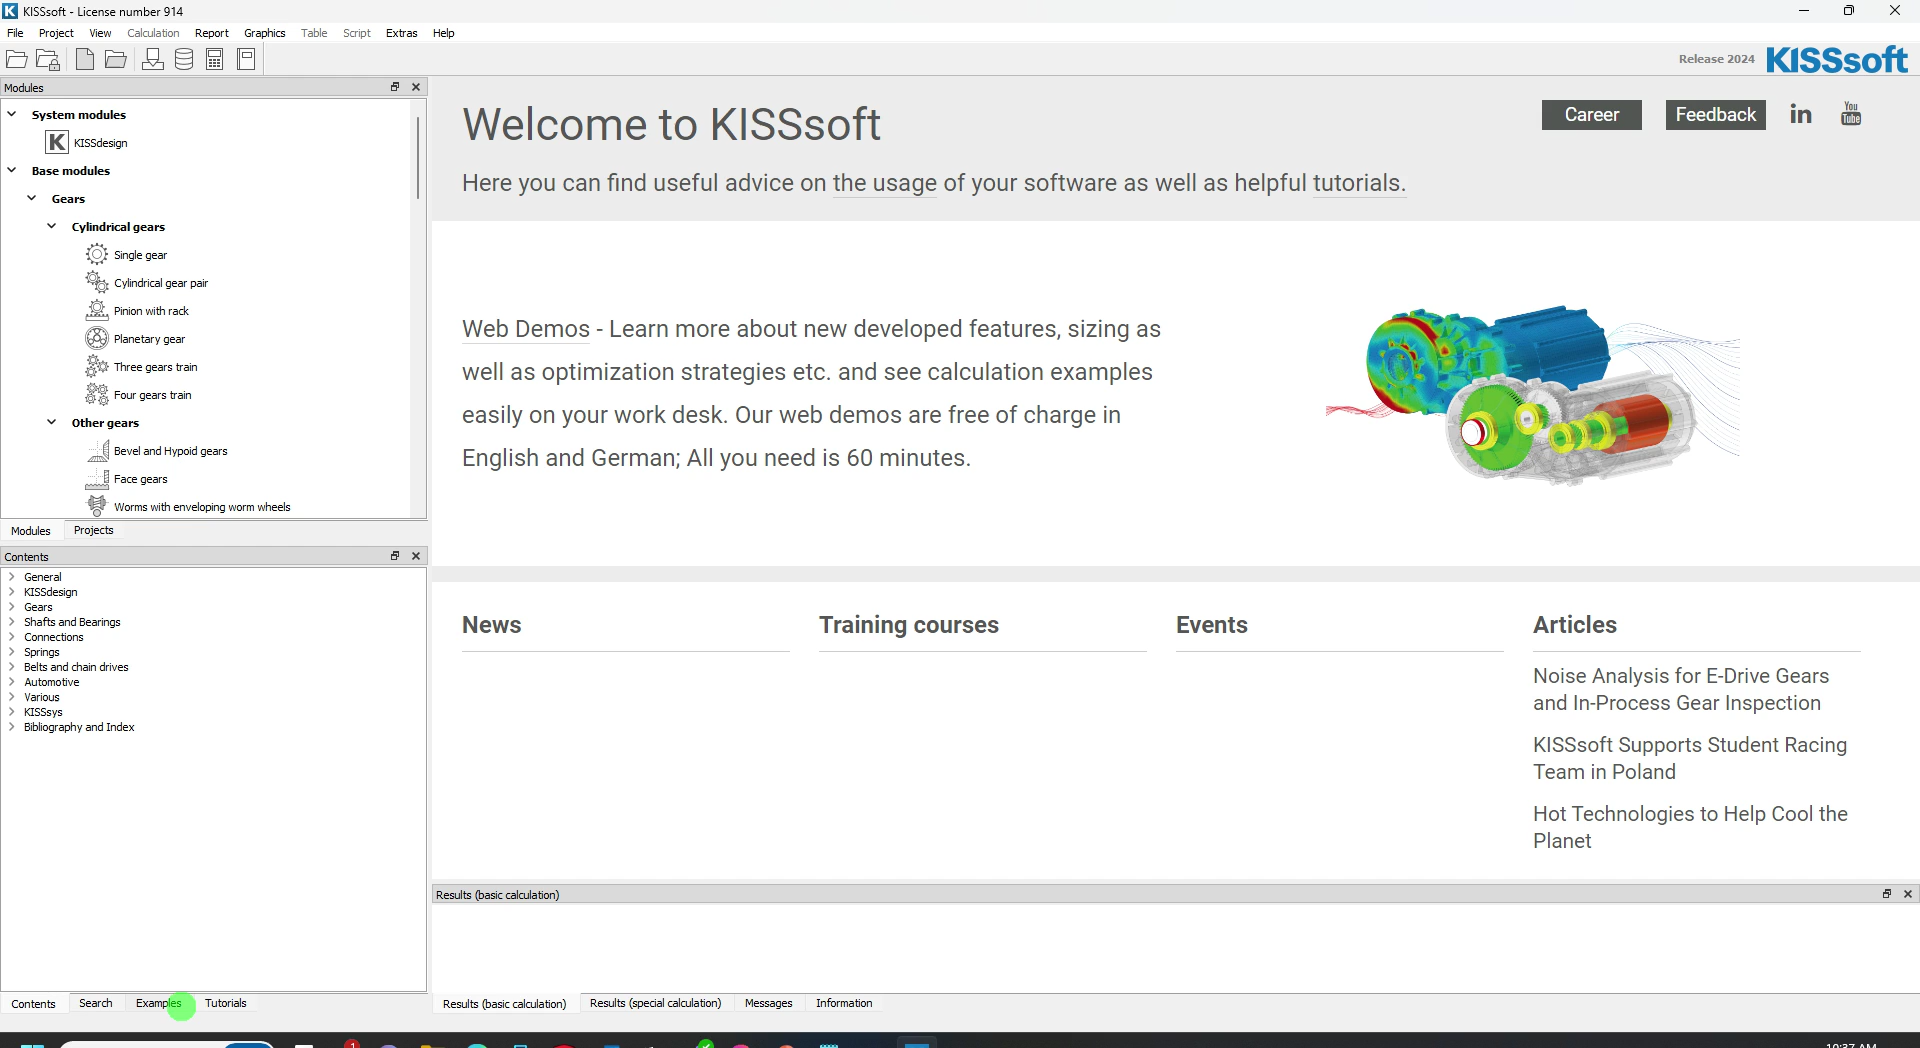 KISSsoft - License number 914
File Project View Calculation Report Graphics Table Script Extras Help
Release 2024 KISSsoft
Modules
System modules
KISSdesign
Base modules
Gears
Cylindrical gears
Single gear
Cylindrical gear pair
Pinion with rack
Planetary gear
Three gears train
Four gears train
Other gears
Bevel and Hypoid gears
Face gears
Worms with enveloping worm wheels
Modules Projects
Contents
General
KISSdesign
Gears
Shafts and Bearings
Connections
Springs
Belts and chain drives
Automotive
Various
KISSsys
Bibliography and Index
Contents Search Examples Tutorials
Welcome to KISSsoft
Career Feedback in You Tube
Here you can find useful advice on the usage of your software as well as helpful tutorials.
Web Demos - Learn more about new developed features, sizing as
well as optimization strategies etc. and see calculation examples
easily on your work desk. Our web demos are free of charge in
English and German; All you need is 60 minutes.
News
Training courses
Events
Articles
Noise Analysis for E-Drive Gears
and In-Process Gear Inspection
KISSsoft Supports Student Racing
Team in Poland
Hot Technologies to Help Cool the
Planet
Results (basic calculation)
Results (basic calculation) Results (special calculation) Messages Information
1
10:37 AM